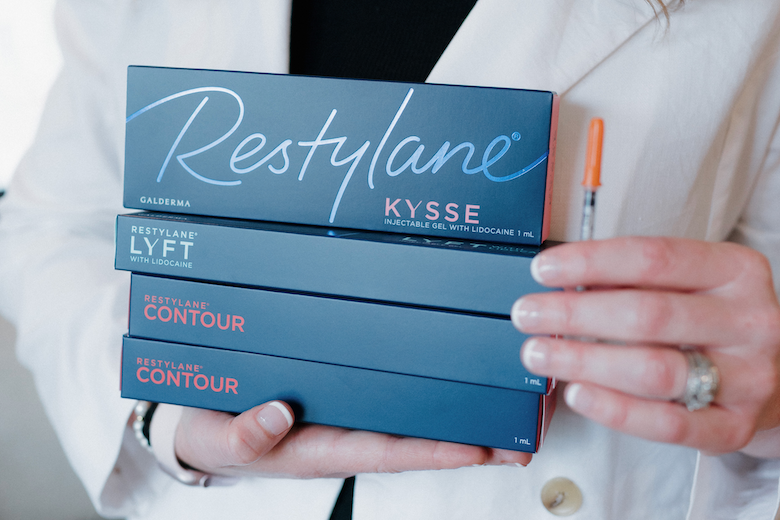 Restylane®
GALDERMA
KYSSE
INJECTABLE GEL WITH LIDOCAINE 1 mL
RESTYLANE®
LYFT
WITH LIDOCAINE
LYFT
RESTYLANE®
CONTOUR
1 mL
RESTYLANE®
CONTOUR
1 mL